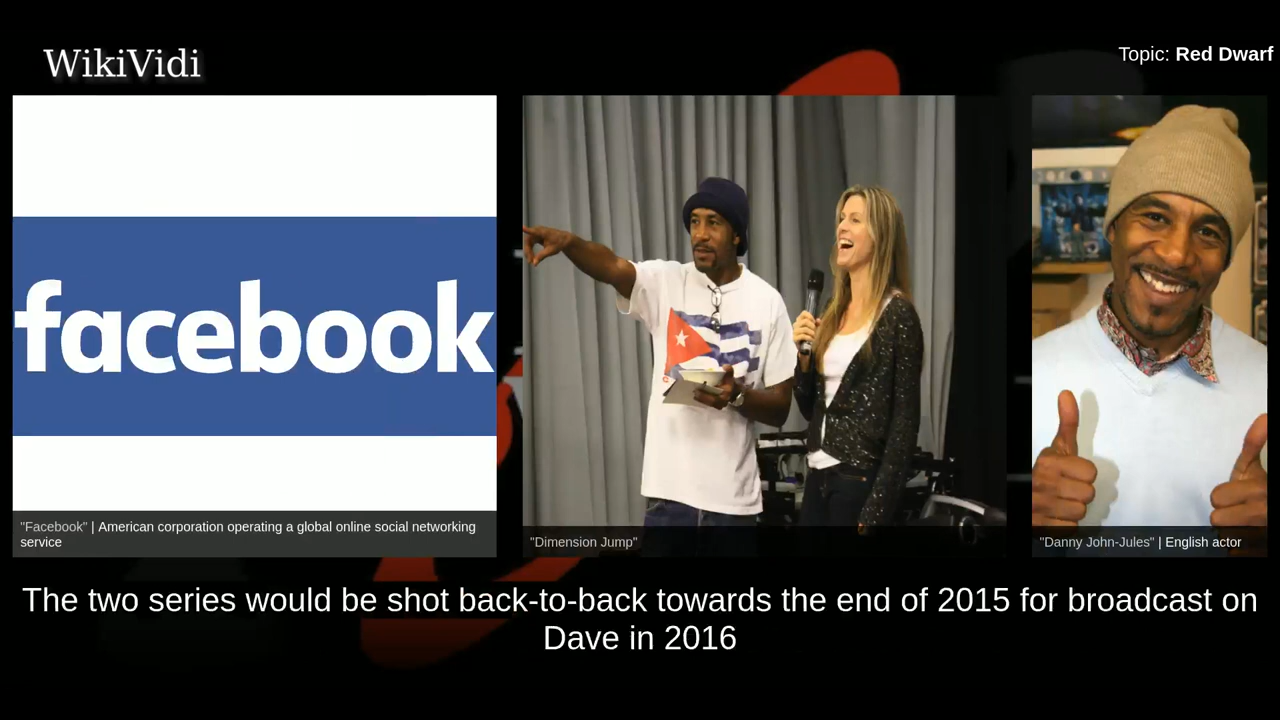 WikiVidi
Topic: Red Dwarf
facebook
"Facebook" | American corporation operating a global online social networking
service
"Dimension Jump"
"Danny John-Jules" | English actor
The two series would be shot back-to-back towards the end of 2015 for broadcast on
Dave in 2016